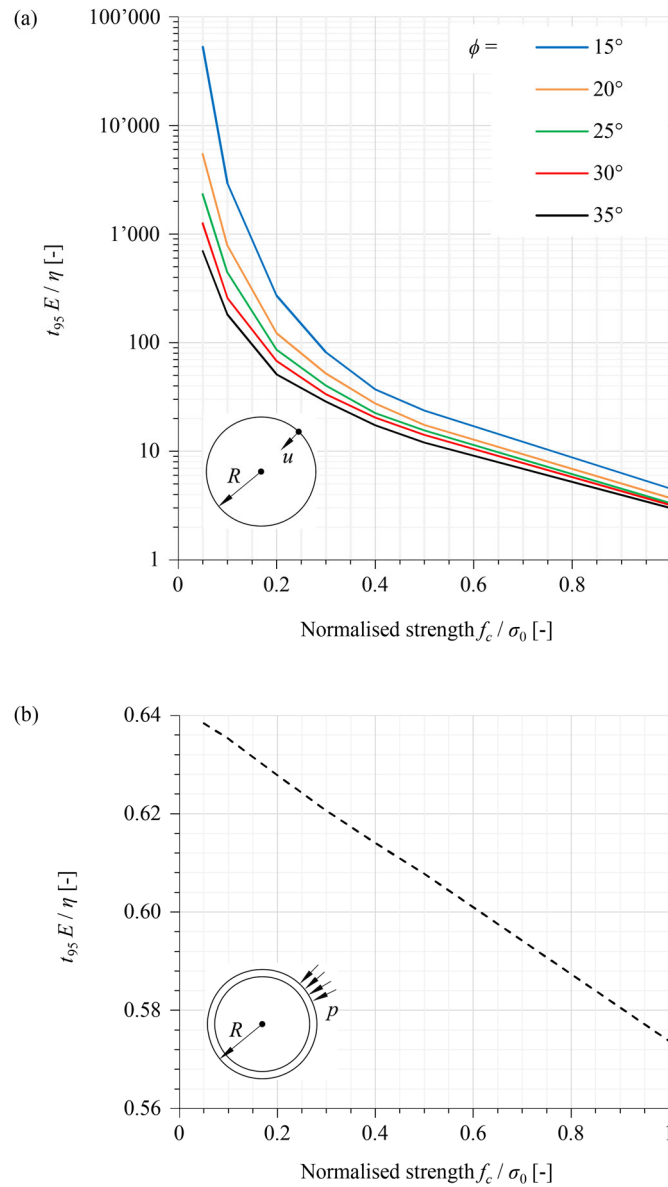 (a)
100’000
10’000
1’000
100
10
1
t95 E / η [-]
ϕ =
15°
20°
25°
30°
35°
R
u
0
0.2
0.4
0.6
0.8
Normalised strength fc / σ0 [-]
(b)
0.64
0.62
0.60
0.58
0.56
t95 E / η [-]
R
p
0
0.2
0.4
0.6
0.8
1
Normalised strength fc / σ0 [-]